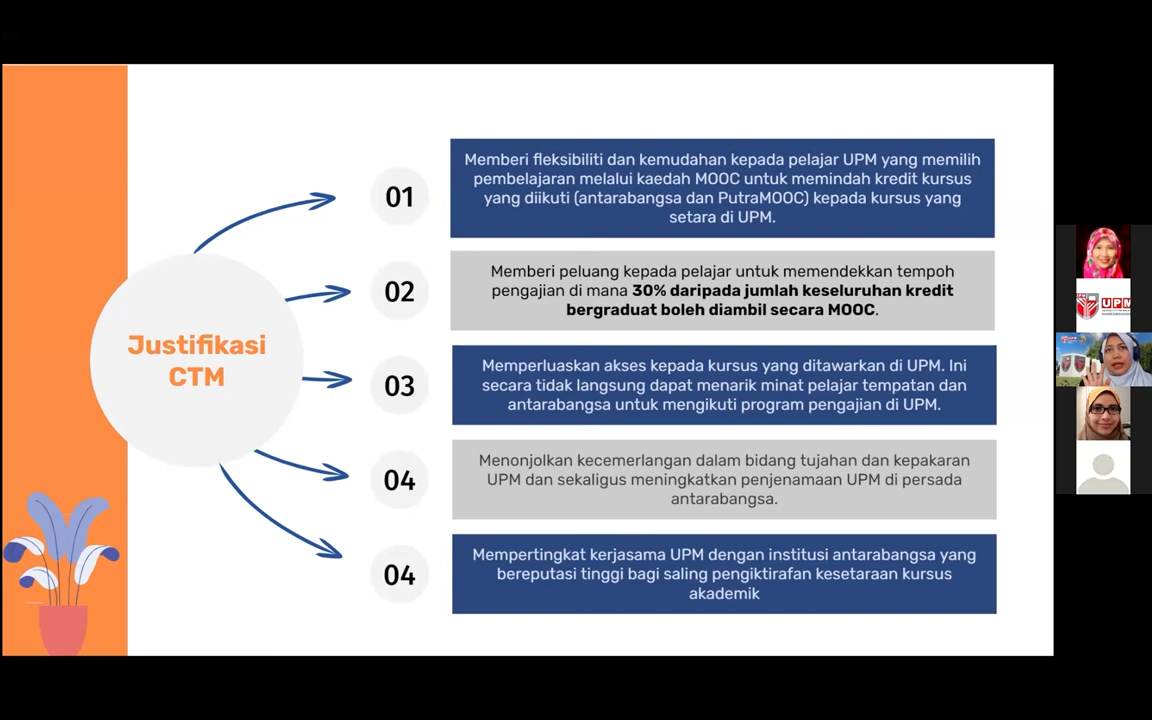 Justifikasi
CTM
01
Memberi fleksibiliti dan kemudahan kepada pelajar UPM yang memilih
pembelajaran melalui kaedah MOOC untuk memindah kredit kursus
yang diikuti (antarabangsa dan PutraMOOC) kepada kursus yang
setara di UPM.
02
Memberi peluang kepada pelajar untuk memendekkan tempoh
pengajian di mana 30% daripada jumlah keseluruhan kredit
bergraduat boleh diambil secara MOOC.
03
Memperluaskan akses kepada kursus yang ditawarkan di UPM. Ini
secara tidak langsung dapat menarik minat pelajar tempatan dan
antarabangsa untuk mengikuti program pengajian di UPM.
04
Menonjolkan kecemerlangan dalam bidang tujahan dan kepakaran
UPM dan sekaligus meningkatkan penjenamaan UPM di persada
antarabangsa.
04
Mempertingkat kerjasama UPM dengan institusi antarabangsa yang
bereputasi tinggi bagi saling pengiktirafan kesetaraan kursus
akademik
UPM